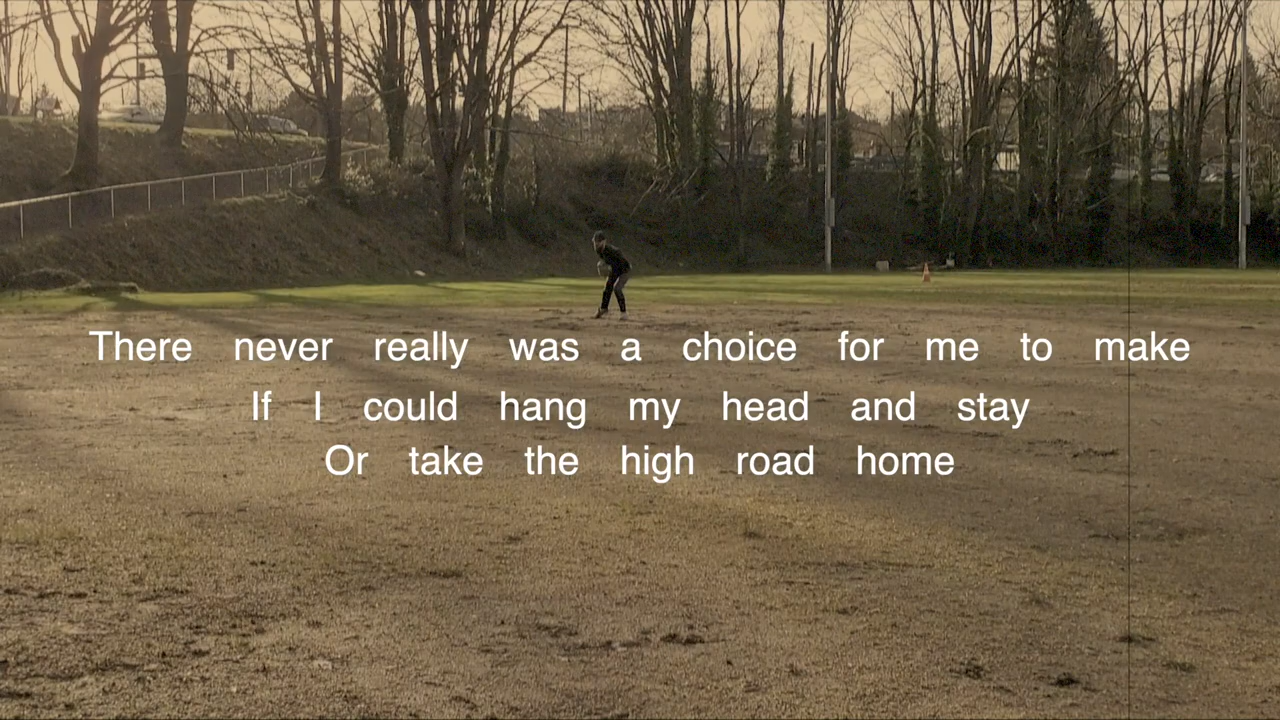 There never really was a choice for me to make
If I could hang my head and stay
Or take the high road home